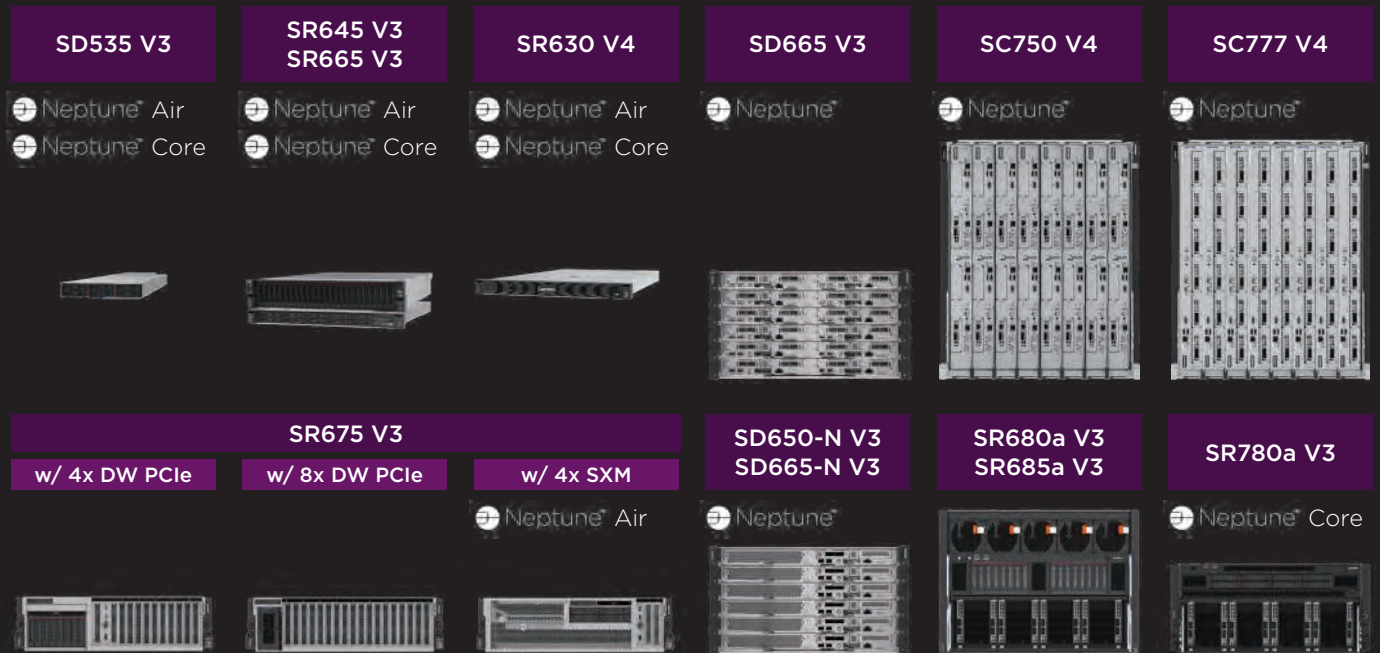 SD535 V3
SR645 V3
SR665 V3
SR630 V4
SD665 V3
SC750 V4
SC777 V4
Neptune Air
Neptune Core
Neptune Air
Neptune Core
Neptune Air
Neptune Core
Neptune
Neptune
Neptune
SR675 V3
w/ 4x DW PCIe
w/ 8x DW PCIe
w/ 4x SXM
Neptune Air
SD650-N V3
SD665-N V3
Neptune
SR680a V3
SR685a V3
SR780a V3
Neptune Core